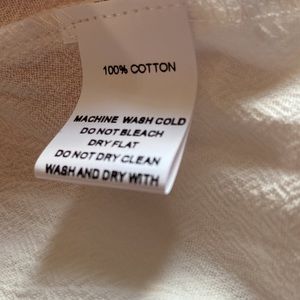 100% COTTON
MACHINE WASH COLD
DO NOT BLEACH
DRY FLAT
DO NOT DRY CLEAN
WASH AND DRY WITH